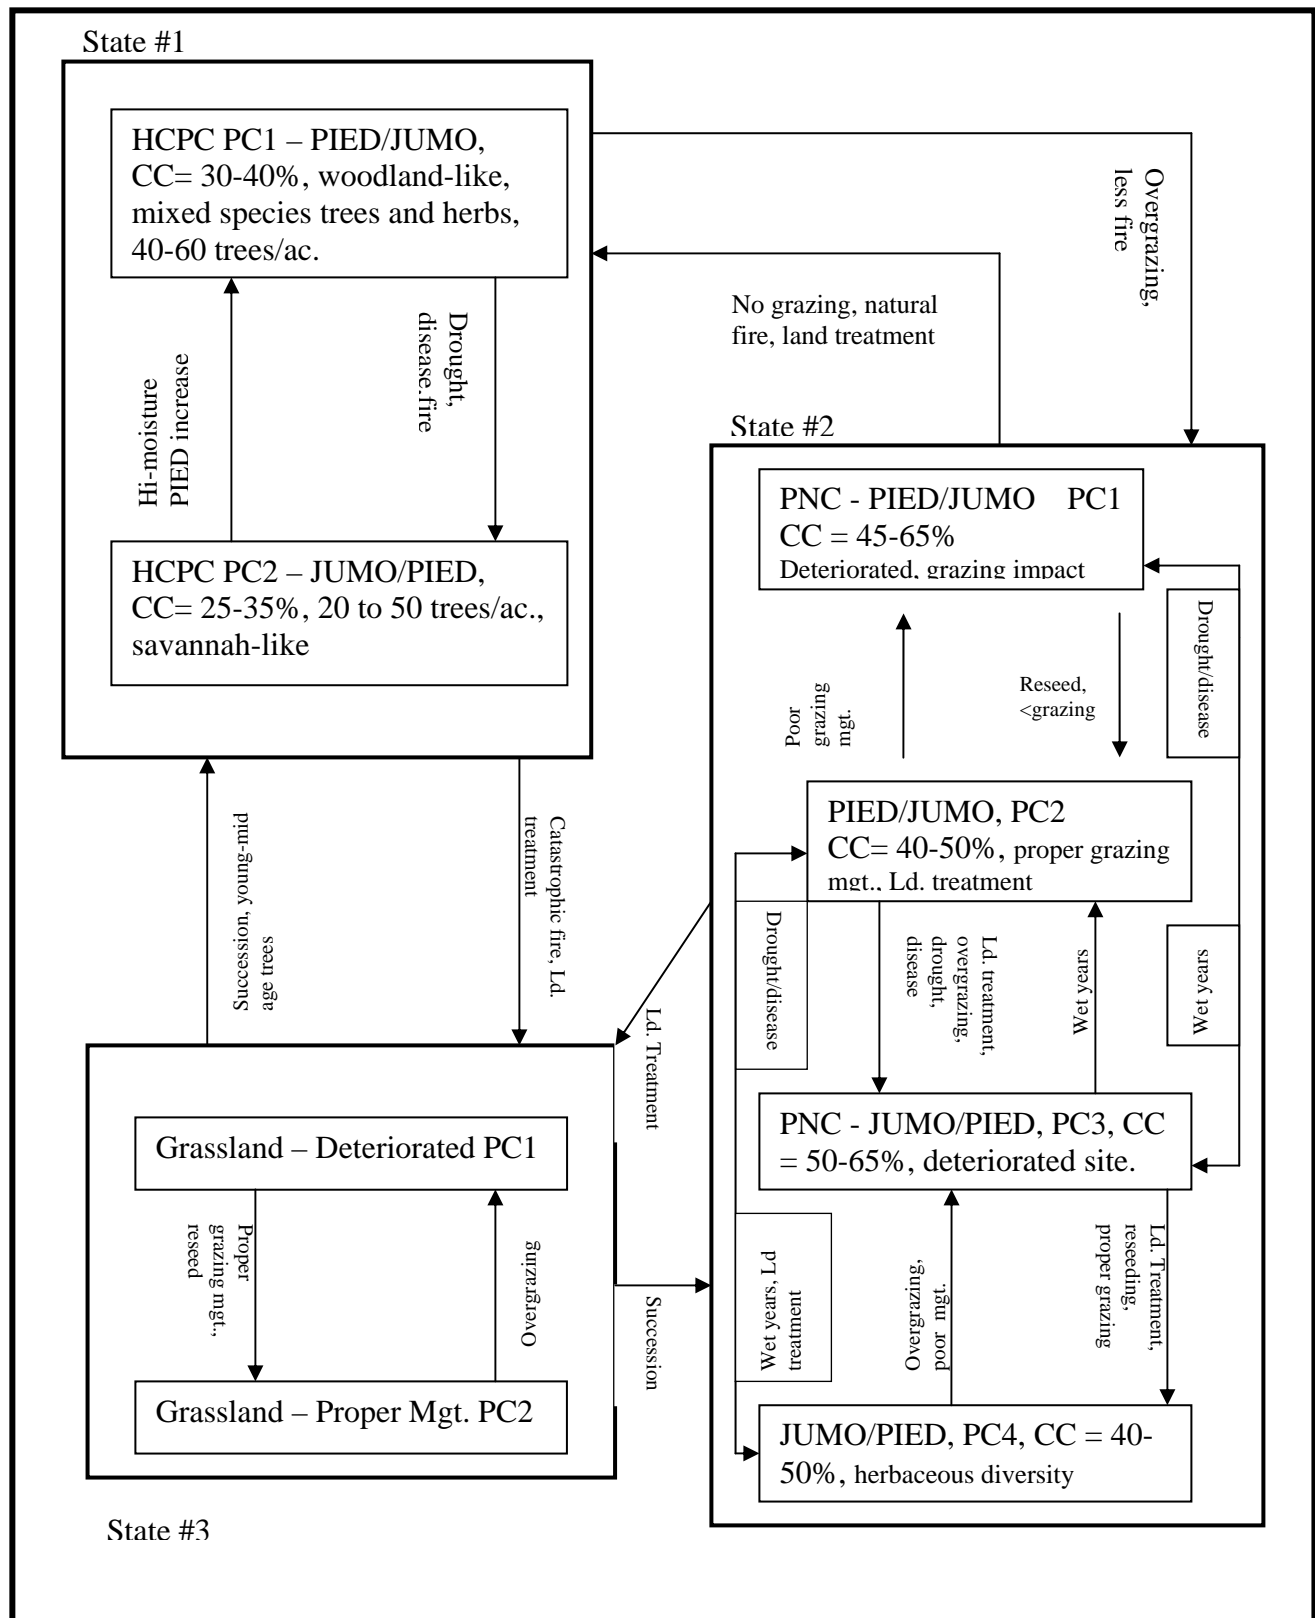 State #1
HCPC PC1 – PIED/JUMO,
CC= 30-40%, woodland-like,
mixed species trees and herbs,
40-60 trees/ac.
Overgrazing,
less fire
No grazing, natural
fire, land treatment
Hi-moisture
PIED increase
Drought,
disease.fire
HCPC PC2 – JUMO/PIED,
CC= 25-35%, 20 to 50 trees/ac.,
savannah-like
State #2
PNC - PIED/JUMO PC1
CC = 45-65%
Deteriorated, grazing impact
Poor
grazing
mgt.
Reseed,
<grazing
Drought/disease
PIED/JUMO, PC2
CC= 40-50%, proper grazing
mgt., Ld. treatment
Drought/disease
Ld. treatment,
overgrazing,
drought,
disease
Wet years
Wet years
PNC - JUMO/PIED, PC3, CC
= 50-65%, deteriorated site.
Wet years, Ld
treatment
Overgrazing,
poor mgt.
Ld. Treatment,
reseeding,
proper grazing
JUMO/PIED, PC4, CC = 40-
50%, herbaceous diversity
Succession, young-mid
age trees
Catastrophic fire, Ld.
treatment
Ld. Treatment
Grassland – Deteriorated PC1
Proper
grazing mgt.,
reseed
Overgrazing
Succession
Grassland – Proper Mgt. PC2
State #3